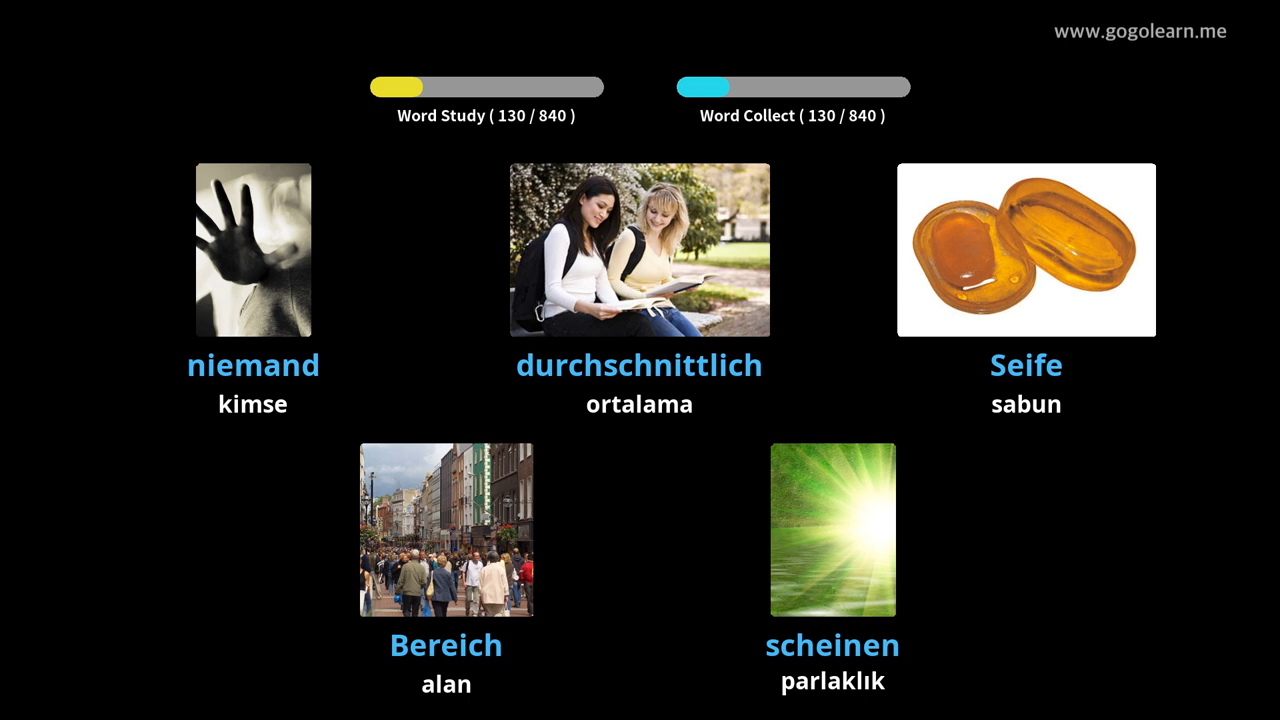 www.gogolearn.me
Word Study ( 130 / 840 )
Word Collect ( 130 / 840 )
niemand
kimse
durchschnittlich
ortalama
Seife
sabun
Bereich
alan
scheinen
parlaklık